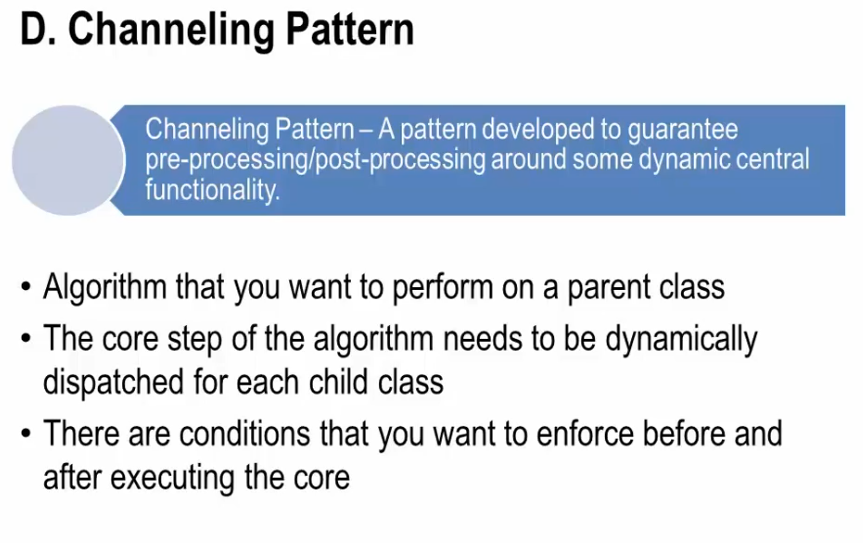 D. Channeling Pattern
Channeling Pattern – A pattern developed to guarantee
pre-processing/post-processing around some dynamic central
functionality.
• Algorithm that you want to perform on a parent class
• The core step of the algorithm needs to be dynamically
dispatched for each child class
• There are conditions that you want to enforce before and
after executing the core